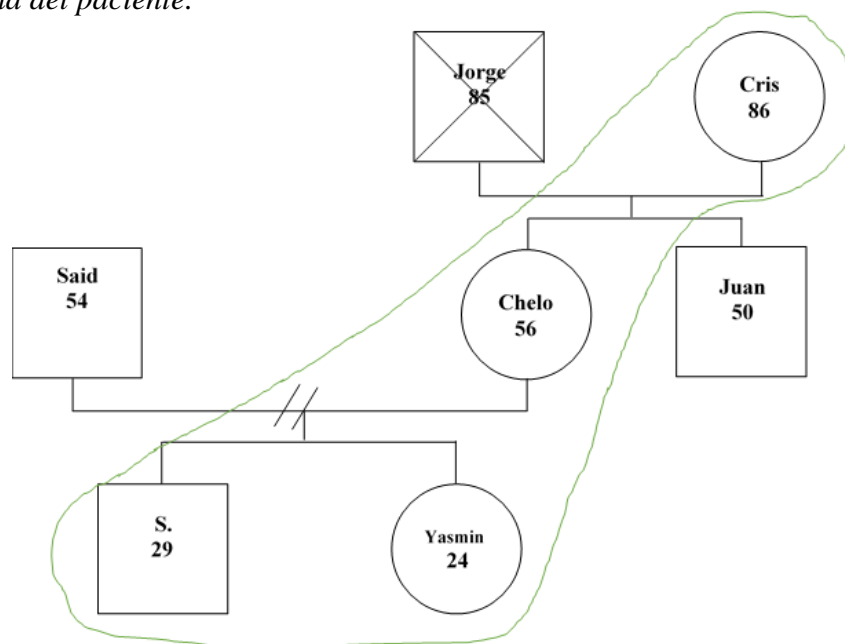 del paciente.
Jorge
85
Cris
86
Said
54
Chelo
56
Juan
50
S.
29
Yasmin
24